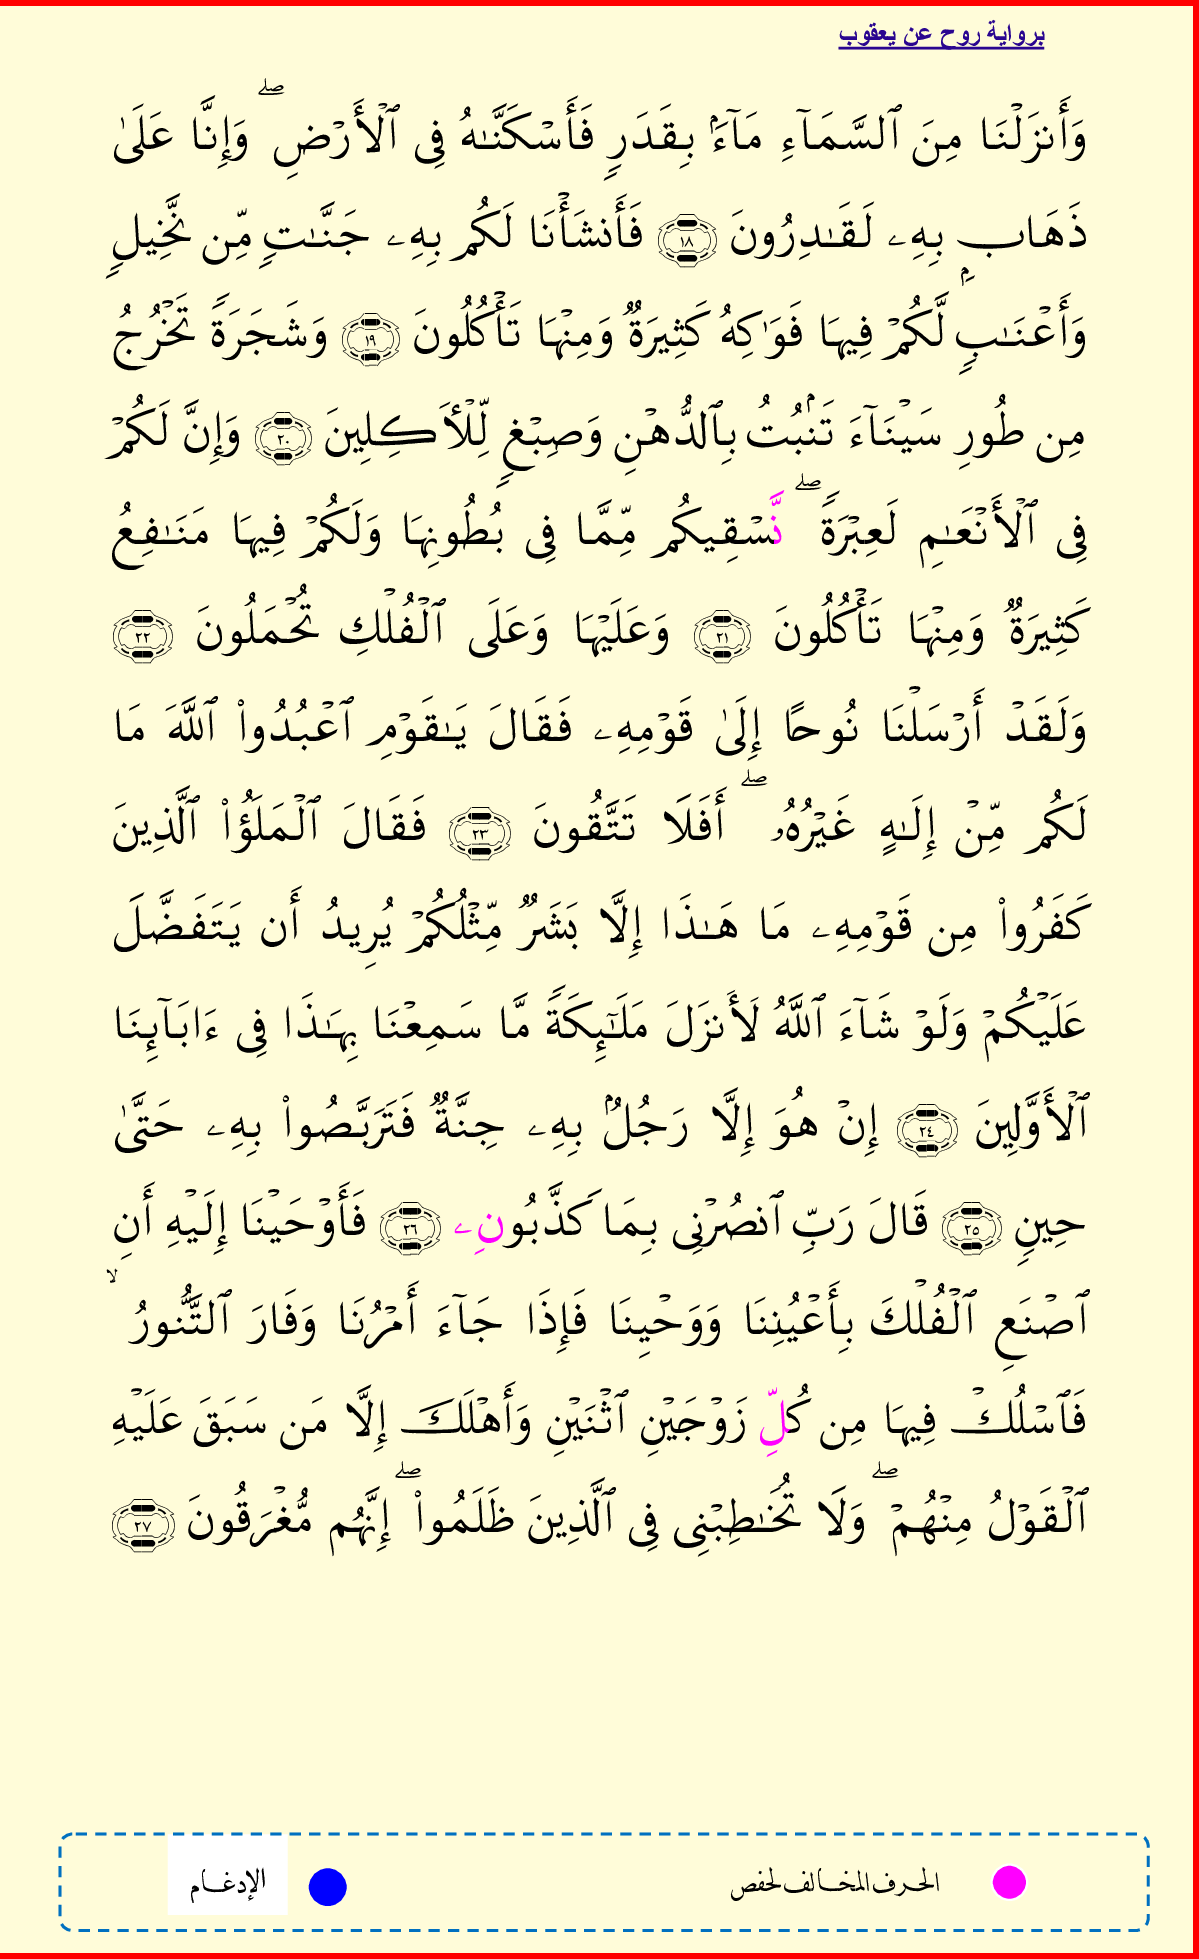 برواية روح عن يعقوب
وَأَنزَلْنَا مِنَ ٱلسَّمَآءِ مَآءَۢ بِقَدَرٍ فَأَسْكَنَّٰهُ فِى ٱلْأَرْضِ ۖ وَإِنَّا عَلَىٰ
ذَهَابٍۭ بِهِۦ لَقَٰدِرُونَ ١٨ فَأَنشَأْنَا لَكُم بِهِۦ جَنَّٰتٍ مِّن نَّخِيلٍ
وَأَعْنَٰبٍ لَّكُمْ فِيهَا فَوَٰكِهُ كَثِيرَةٌ وَمِنْهَا تَأْكُلُونَ ١٩ وَشَجَرَةً تَخْرُجُ
مِن طُورِ سَيْنَآءَ تَنۢبُتُ بِٱلدُّهْنِ وَصِبْغٍ لِّلْأٓكِلِينَ ٢٠ وَإِنَّ لَكُمْ
فِى ٱلْأَنْعَٰمِ لَعِبْرَةً ۖ نَّسْقِيكُم مِّمَّا فِى بُطُونِهَا وَلَكُمْ فِيهَا مَنَٰفِعُ
كَثِيرَةٌ وَمِنْهَا تَأْكُلُونَ ٢١ وَعَلَيْهَا وَعَلَى ٱلْفُلْكِ تُحْمَلُونَ ٢٢
وَلَقَدْ أَرْسَلْنَا نُوحًا إِلَىٰ قَوْمِهِۦ فَقَالَ يَٰقَوْمِ ٱعْبُدُوا۟ ٱللَّهَ مَا
لَكُم مِّنْ إِلَٰهٍ غَيْرُهُۥ ۖ أَفَلَا تَتَّقُونَ ٢٣ فَقَالَ ٱلْمَلَؤُا۟ ٱلَّذِينَ
كَفَرُوا۟ مِن قَوْمِهِۦ مَا هَٰذَا إِلَّا بَشَرٌ مِّثْلُكُمْ يُرِيدُ أَن يَتَفَضَّلَ
عَلَيْكُمْ وَلَوْ شَآءَ ٱللَّهُ لَأَنزَلَ مَلَٰٓئِكَةً مَّا سَمِعْنَا بِهَٰذَا فِى ءَابَآئِنَا
ٱلْأَوَّلِينَ ٢٤ إِنْ هُوَ إِلَّا رَجُلٌۢ بِهِۦ جِنَّةٌ فَتَرَبَّصُوا۟ بِهِۦ حَتَّىٰ
حِينٍ ٢٥ قَالَ رَبِّ ٱنصُرْنِى بِمَا كَذَّبُونِۦ ٢٦ فَأَوْحَيْنَا إِلَيْهِ أَنِ
ٱصْنَعِ ٱلْفُلْكَ بِأَعْيُنِنَا وَوَحْيِنَا فَإِذَا جَآءَ أَمْرُنَا وَفَارَ ٱلتَّنُّورُ ۙ
فَٱسْلُكْ فِيهَا مِن كُلِّ زَوْجَيْنِ ٱثْنَيْنِ وَأَهْلَكَ إِلَّا مَن سَبَقَ عَلَيْهِ
ٱلْقَوْلُ مِنْهُمْ ۖ وَلَا تُخَٰطِبْنِى فِى ٱلَّذِينَ ظَلَمُوا۟ ۖ إِنَّهُم مُّغْرَقُونَ ٢٧
الحرف المخالف لحفص
الإدغام